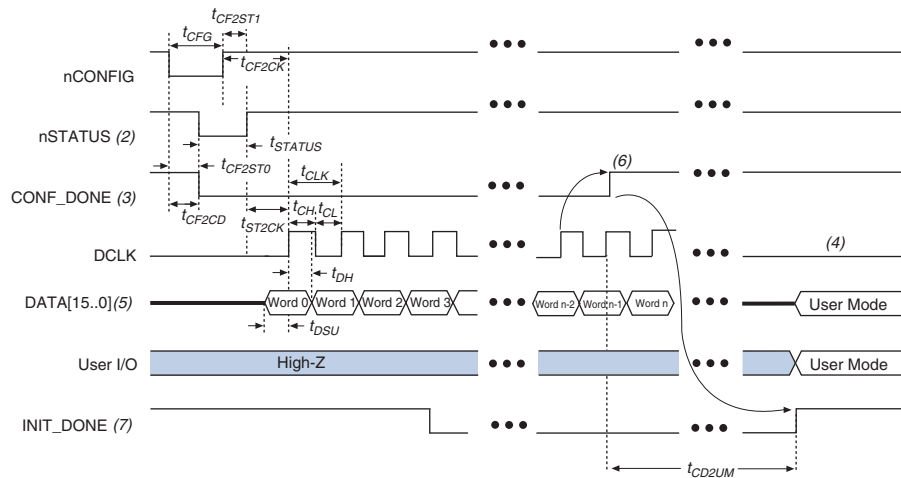 tCF2ST1
tCFG
tCF2CK
nCONFIG
nSTATUS (2)
tSTATUS
tCF2ST0
tCLK
(6)
CONF_DONE (3)
tCF2CD
tST2CK
tCH
tCL
(4)
DCLK
tDH
DATA[15..0](5)
Word 0
Word 1
Word 2
Word 3
Word n-2
Word n-1
Word n
User Mode
tDSU
User I/O
High-Z
User Mode
INIT_DONE (7)
tCD2UM